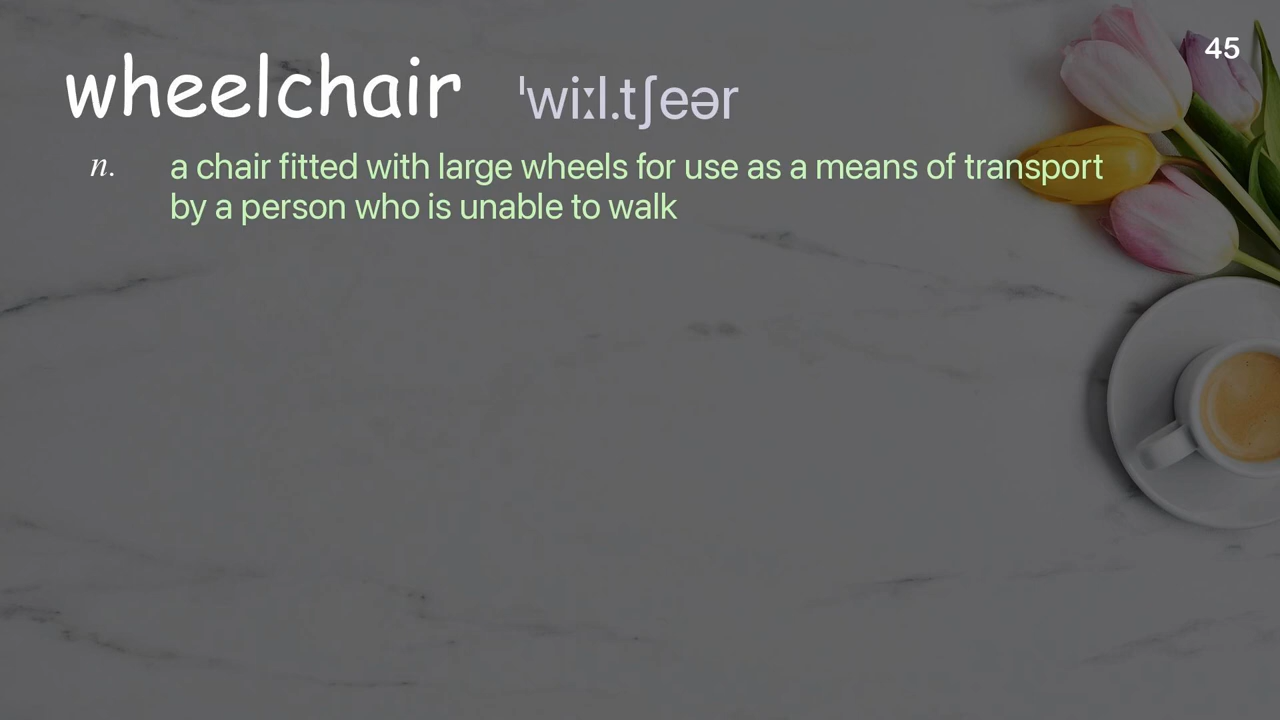 45
wheelchair ˈwiːl.tʃeər
n. a chair fitted with large wheels for use as a means of transport
by a person who is unable to walk